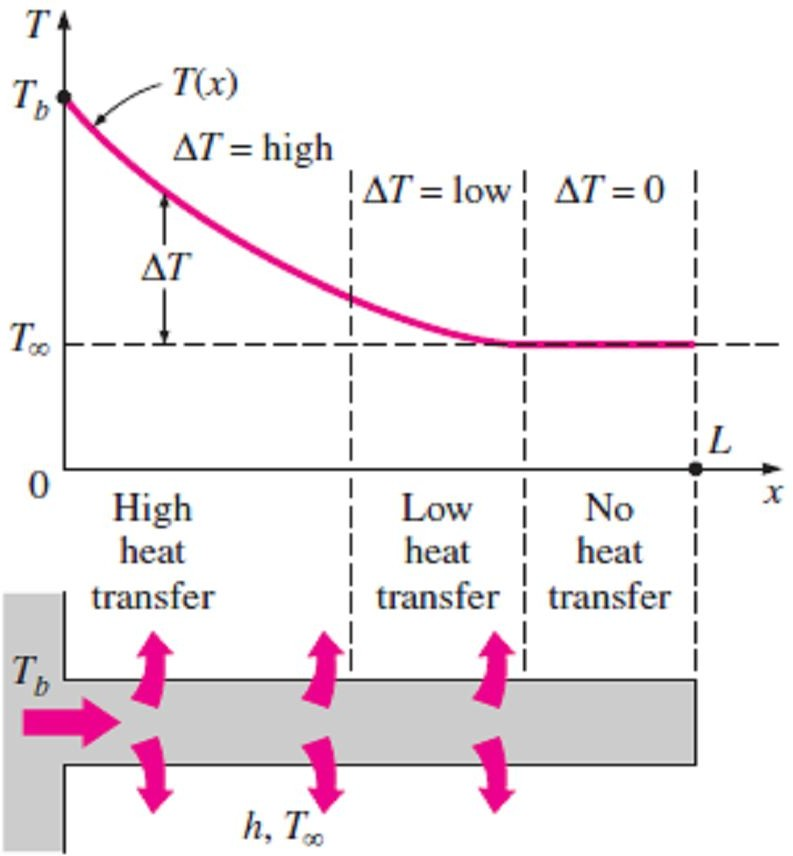 T
T_b
T(x)
ΔT = high
ΔT = low
ΔT = 0
ΔT
T_∞
L
0
x
High
heat
transfer
Low
heat
transfer
No
heat
transfer
T_b
h, T_∞